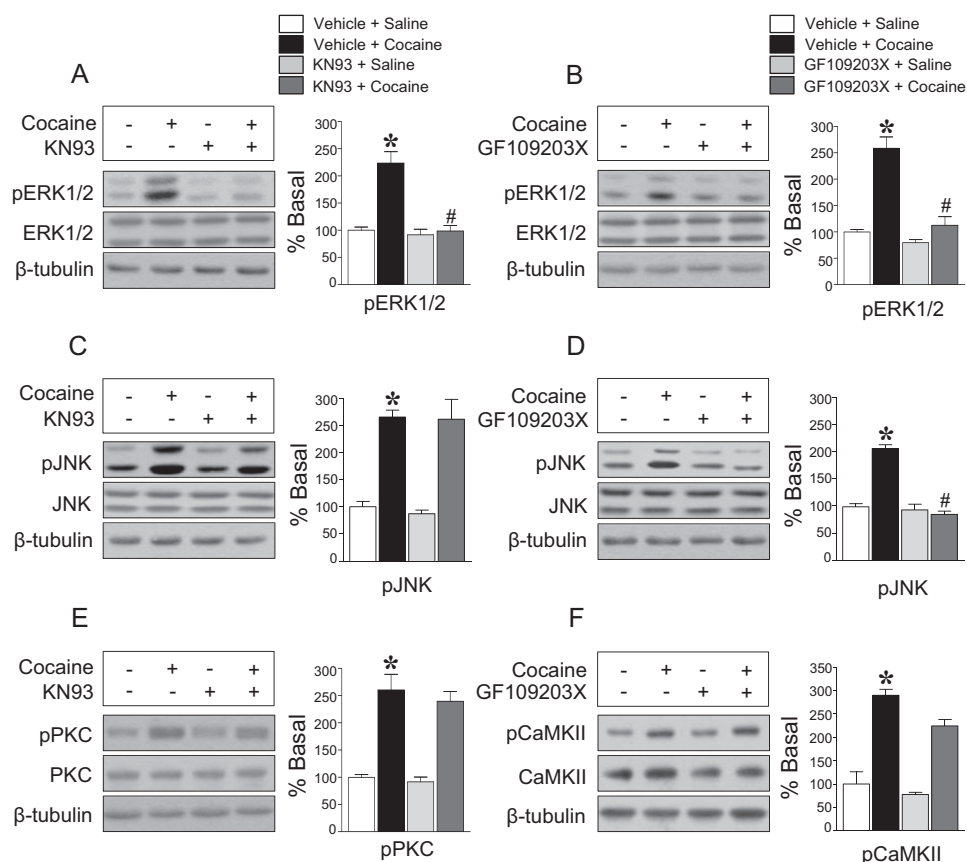 Vehicle + Saline
Vehicle + Cocaine
KN93 + Saline
KN93 + Cocaine
A
Cocaine - + - +
KN93 - - + +
pERK1/2
ERK1/2
β-tubulin
% Basal
300
250
200
150
100
50
0
*
#
pERK1/2
Vehicle + Saline
Vehicle + Cocaine
GF109203X + Saline
GF109203X + Cocaine
B
Cocaine - + - +
GF109203X - - + +
pERK1/2
ERK1/2
β-tubulin
% Basal
300
250
200
150
100
50
0
*
#
pERK1/2
C
Cocaine - + - +
KN93 - - + +
pJNK
JNK
β-tubulin
% Basal
300
250
200
150
100
50
0
*
pJNK
D
Cocaine - + - +
GF109203X - - + +
pJNK
JNK
β-tubulin
% Basal
300
250
200
150
100
50
0
*
#
pJNK
E
Cocaine - + - +
KN93 - - + +
pPKC
PKC
β-tubulin
% Basal
300
250
200
150
100
50
0
*
pPKC
F
Cocaine - + - +
GF109203X - - + +
pCaMKII
CaMKII
β-tubulin
% Basal
350
300
250
200
150
100
50
0
*
pCaMKII